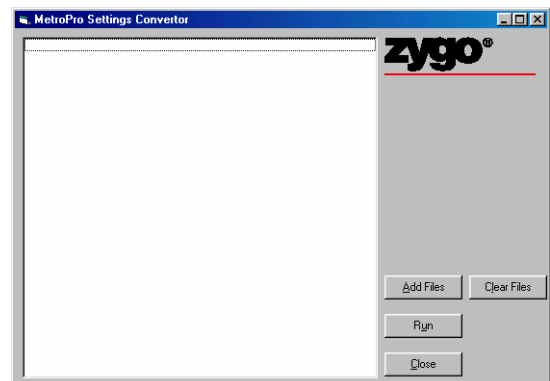 MetroPro Settings Convertor
zygo®
Add Files
Clear Files
Run
Close